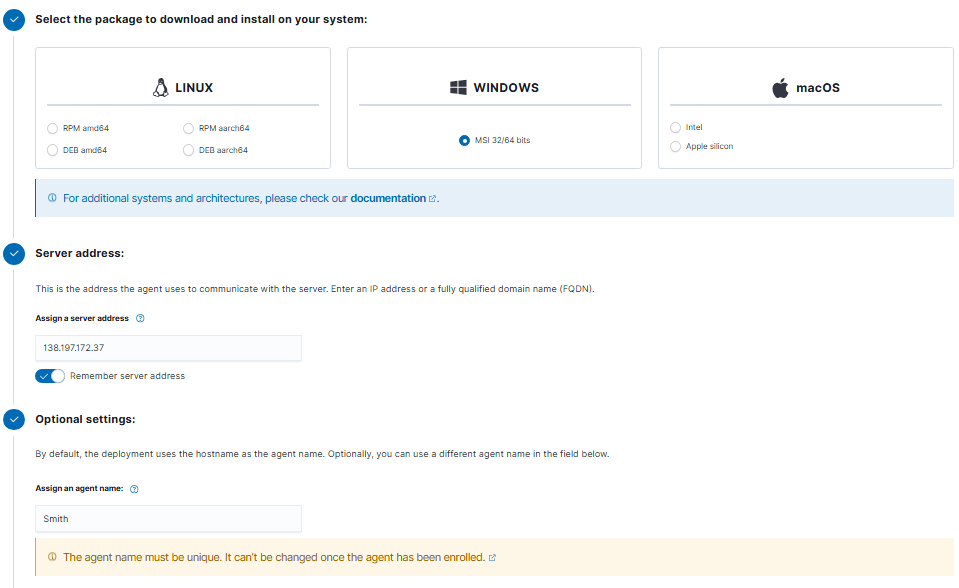 Select the package to download and install on your system:
LINUX
RPM amd64
RPM aarch64
DEB amd64
DEB aarch64
WINDOWS
MSI 32/64 bits
macOS
Intel
Apple silicon
For additional systems and architectures, please check our documentation.
Server address:
This is the address the agent uses to communicate with the server. Enter an IP address or a fully qualified domain name (FQDN).
Assign a server address
138.197.172.37
Remember server address
Optional settings:
By default, the deployment uses the hostname as the agent name. Optionally, you can use a different agent name in the field below.
Assign an agent name:
Smith
The agent name must be unique. It can't be changed once the agent has been enrolled.